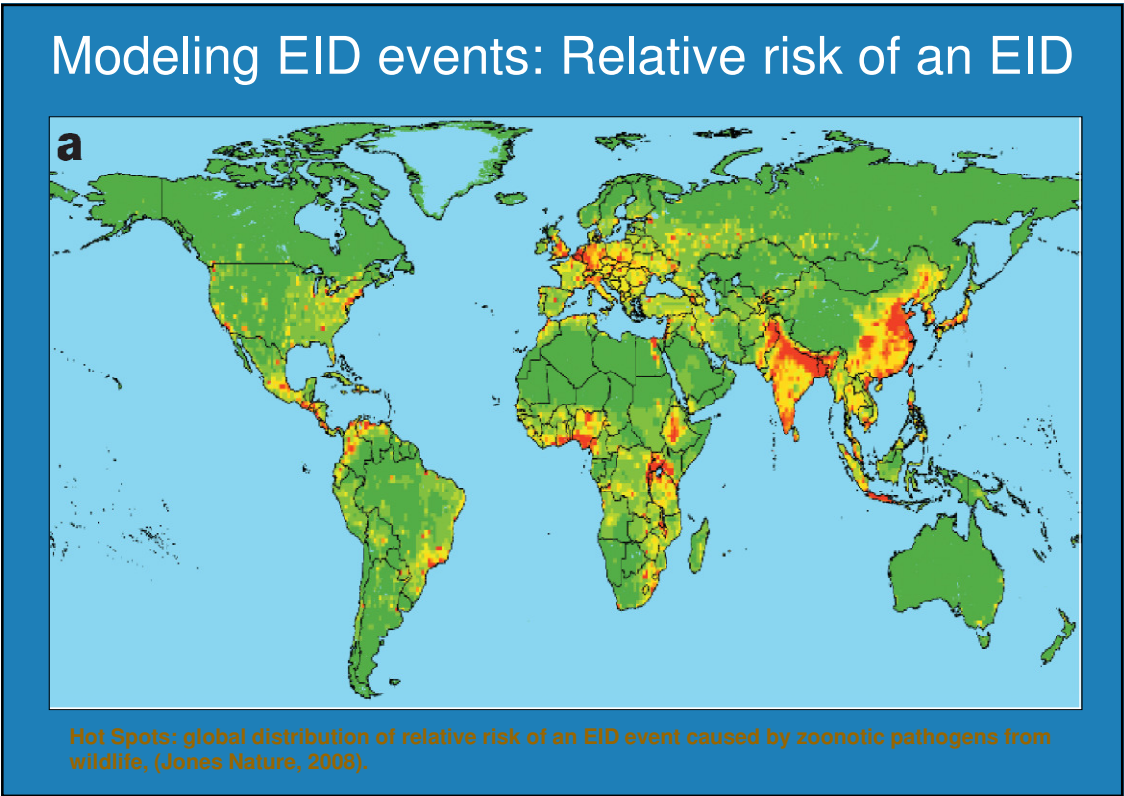 Modeling EID events: Relative risk of an EID
a
Hot Spots: global distribution of relative risk of an EID event caused by zoonotic pathogens from
wildlife, (Jones Nature, 2008).